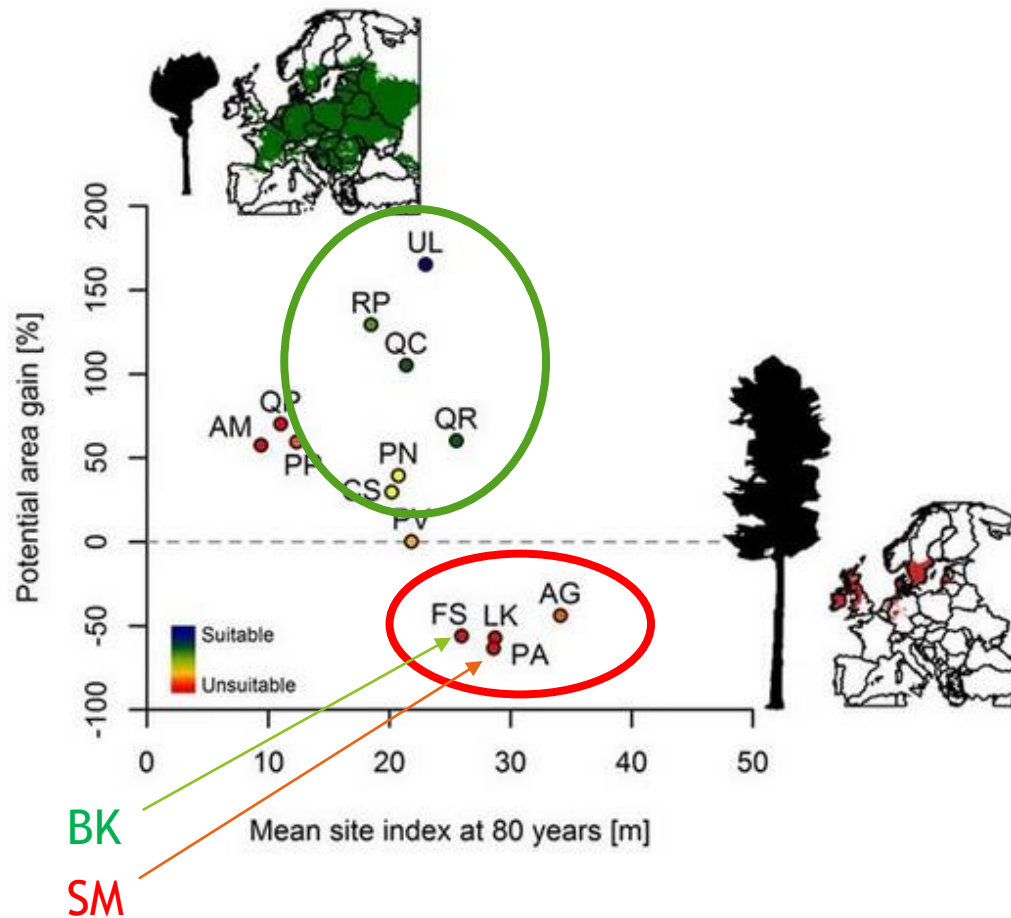 200
150
100
50
0
-50
-100
Potential area gain [%]
UL
RP
QC
QP
AM
PP
QR
PN
CS
PV
AG
FS
LK
PA
Suitable
Unsuitable
0 10 20 30 40 50
Mean site index at 80 years [m]
BK
SM